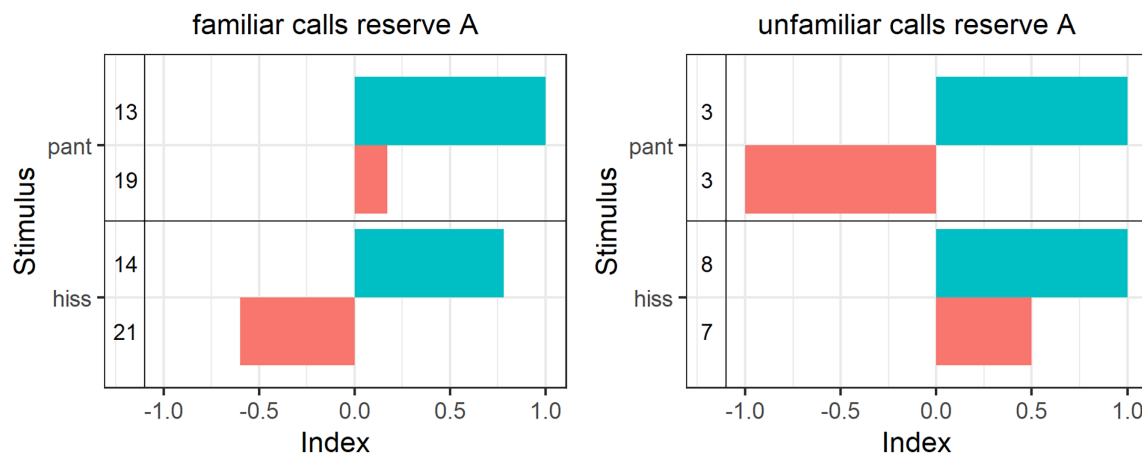 familiar calls reserve A
Stimulus
pant
hiss
13
19
14
21
-1.0 -0.5 0.0 0.5 1.0
Index
unfamiliar calls reserve A
Stimulus
pant
hiss
3
3
8
7
-1.0 -0.5 0.0 0.5 1.0
Index